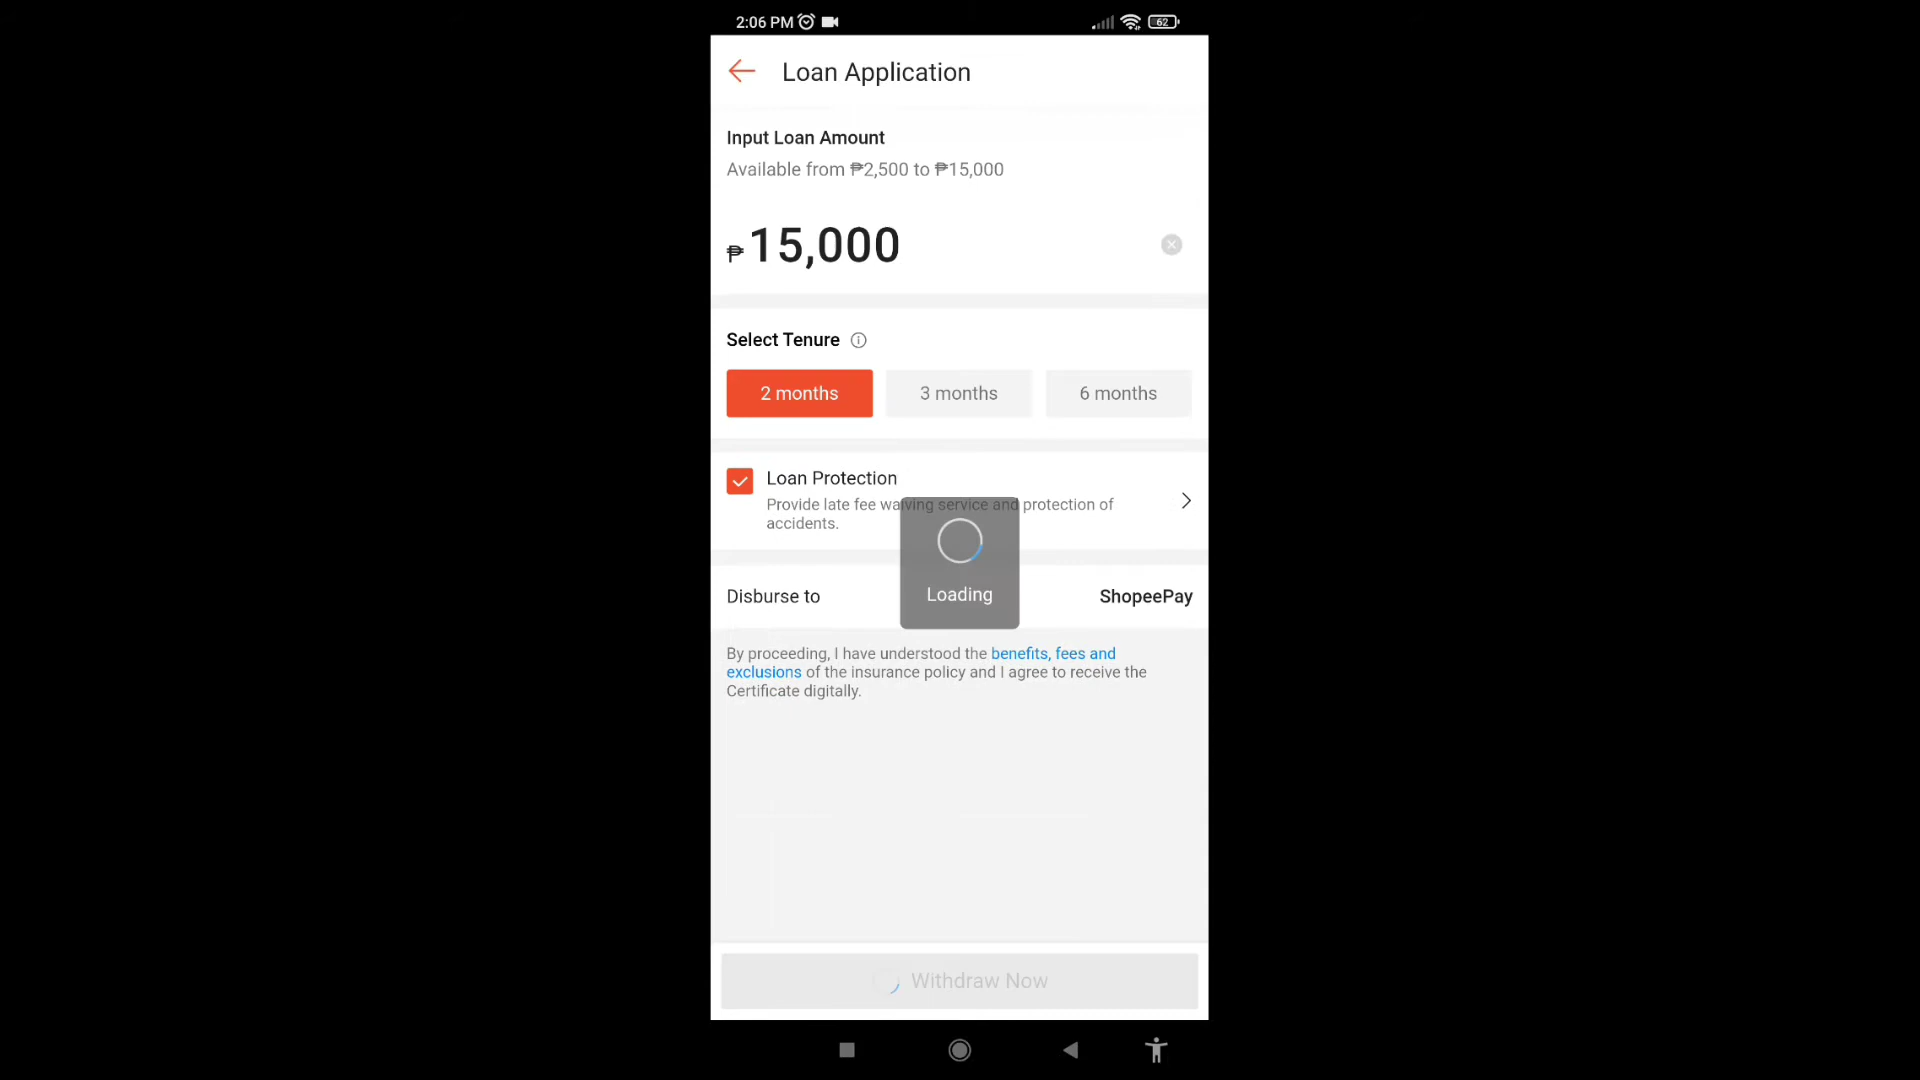 2:06 PM
62
Loan Application
Input Loan Amount
Available from ₱2,500 to ₱15,000
₱15,000
Select Tenure
2 months 3 months 6 months
Loan Protection
Provide late fee waiving service and protection of
accidents.
Loading
Disburse to ShopeePay
By proceeding, I have understood the benefits, fees and
exclusions of the insurance policy and I agree to receive the
Certificate digitally.
Withdraw Now